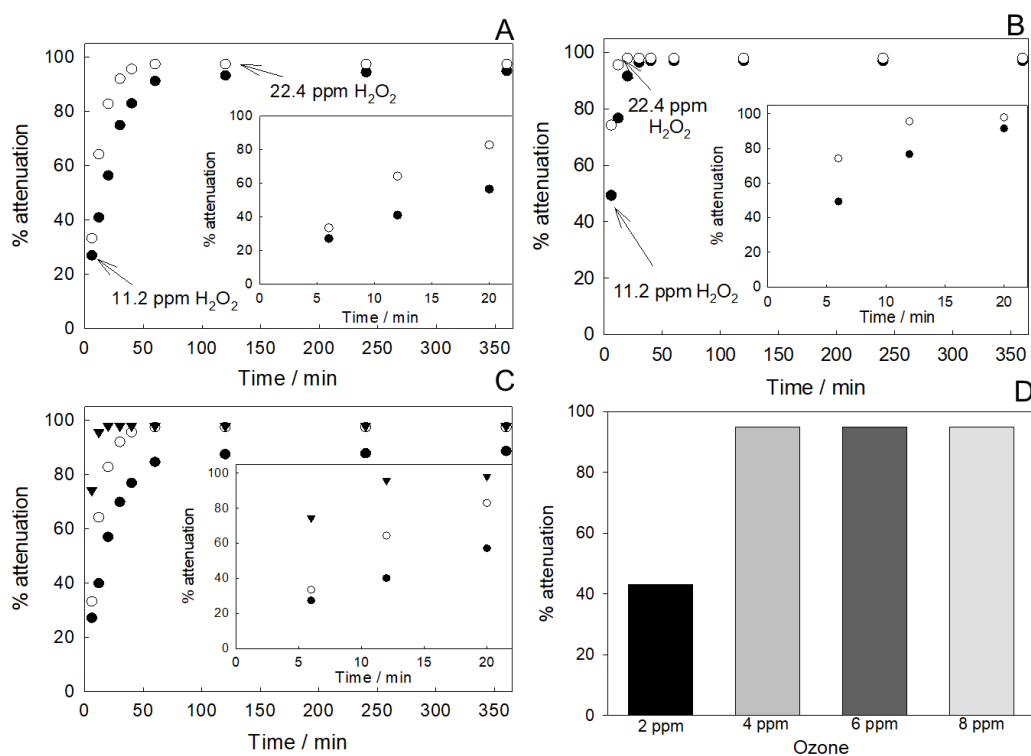 A
% attenuation
100
80
60
40
20
0
22.4 ppm H₂O₂
11.2 ppm H₂O₂
0 50 100 150 200 250 300 350
Time / min
% attenuation
100
80
60
40
20
0
0 5 10 15 20
Time / min
B
% attenuation
100
80
60
40
20
0
22.4 ppm
H₂O₂
11.2 ppm H₂O₂
0 50 100 150 200 250 300 350
Time / min
% attenuation
100
80
60
40
20
0
0 5 10 15 20
Time / min
C
% attenuation
100
80
60
40
20
0
0 50 100 150 200 250 300 350
Time / min
% attenuation
100
80
60
40
20
0
0 5 10 15 20
Time / min
D
% attenuation
100
80
60
40
20
0
2 ppm 4 ppm 6 ppm 8 ppm
Ozone